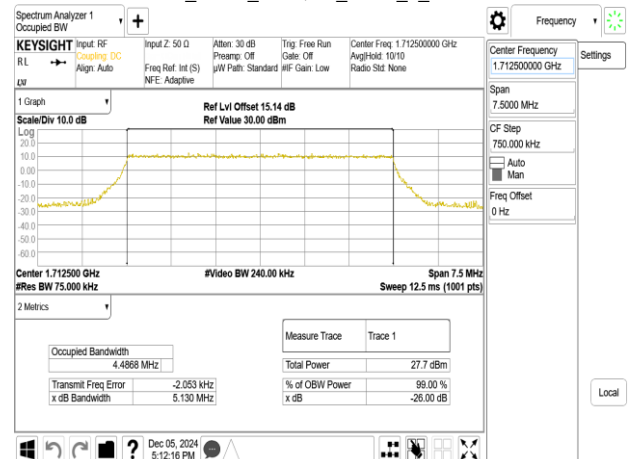 Spectrum Analyzer 1
Occupied BW
Frequency
KEYSIGHT
RL
Input: RF
Coupling: DC
Align: Auto
Input Z: 50 Ω
Freq Ref: Int (S)
NFE: Adaptive
Atten: 30 dB
Preamp: Off
µW Path: Standard
Trig: Free Run
Gate: Off
#IF Gain: Low
Center Freq: 1.712500000 GHz
Avg|Hold: 10/10
Radio Std: None
Center Frequency
1.712500000 GHz
Settings
Span
7.5000 MHz
CF Step
750.000 kHz
Auto
Man
Freq Offset
0 Hz
1 Graph
Scale/Div 10.0 dB
Ref Lvl Offset 15.14 dB
Ref Value 30.00 dBm
Log
20.0
10.0
0.00
-10.0
-20.0
-30.0
-40.0
-50.0
-60.0
Center 1.712500 GHz
#Video BW 240.00 kHz
Span 7.5 MHz
#Res BW 75.000 kHz
Sweep 12.5 ms (1001 pts)
2 Metrics
Occupied Bandwidth
4.4868 MHz
Transmit Freq Error -2.053 kHz
x dB Bandwidth 5.130 MHz
Measure Trace Trace 1
Total Power 27.7 dBm
% of OBW Power 99.00 %
x dB -26.00 dB
Local
?
Dec 05, 2024
5:12:16 PM